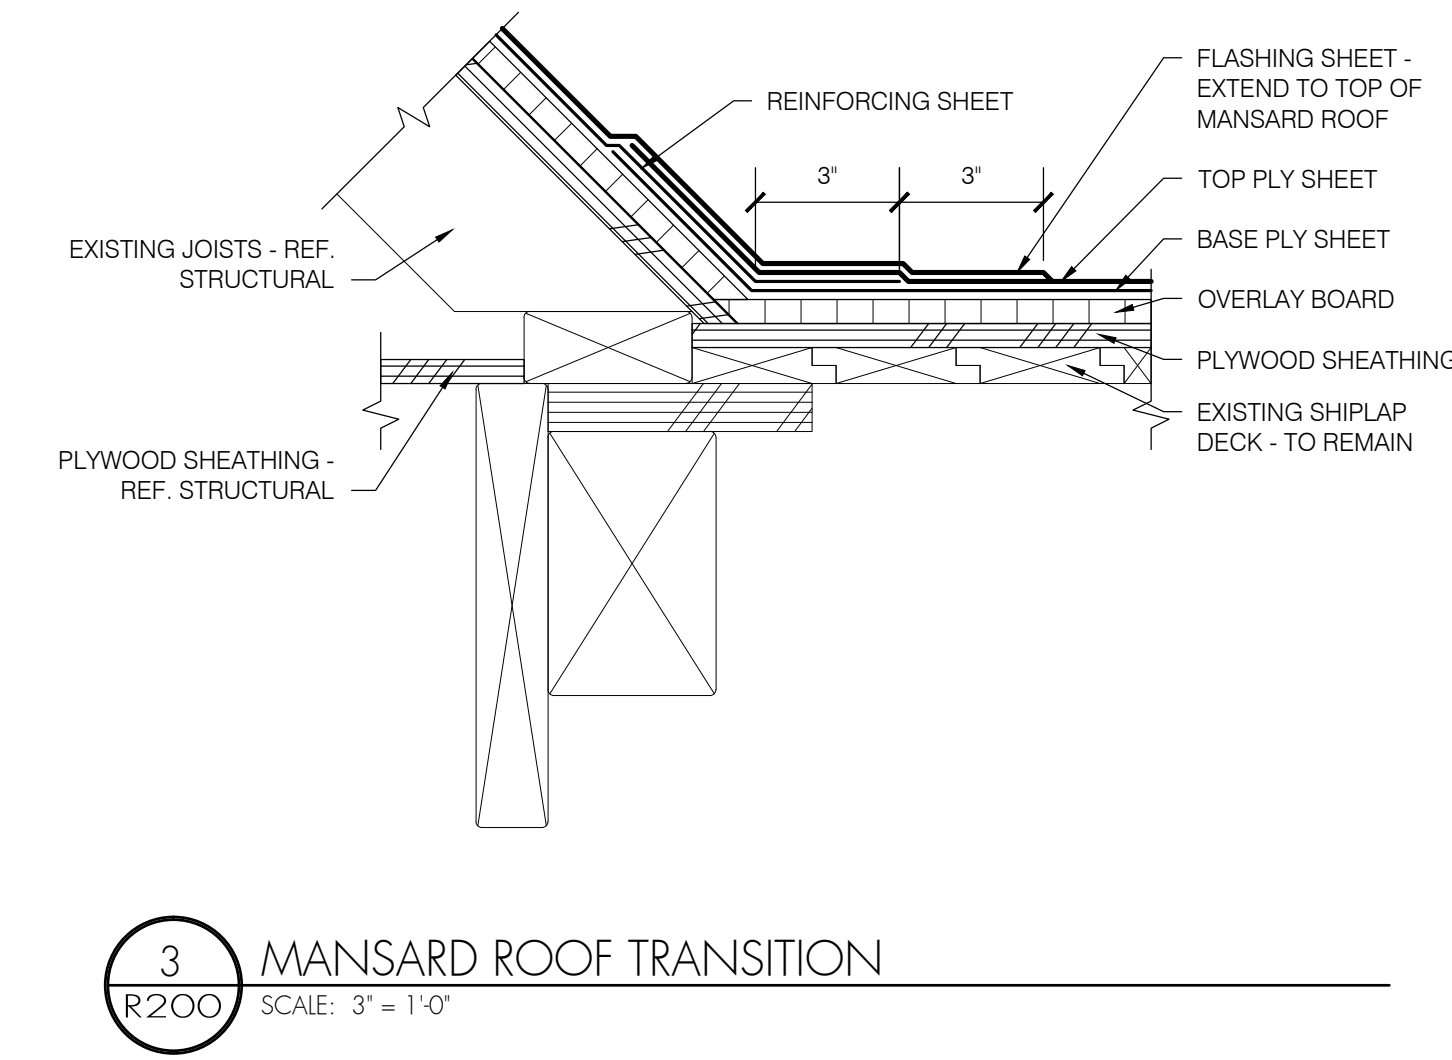 FLASHING SHEET -
EXTEND TO TOP OF
MANSARD ROOF
REINFORCING SHEET
3"
3"
TOP PLY SHEET
BASE PLY SHEET
EXISTING JOISTS - REF.
STRUCTURAL
OVERLAY BOARD
PLYWOOD SHEATHING
EXISTING SHIPLAP
DECK - TO REMAIN
PLYWOOD SHEATHING -
REF. STRUCTURAL
3
R200
MANSARD ROOF TRANSITION
SCALE: 3" = 1'-0"